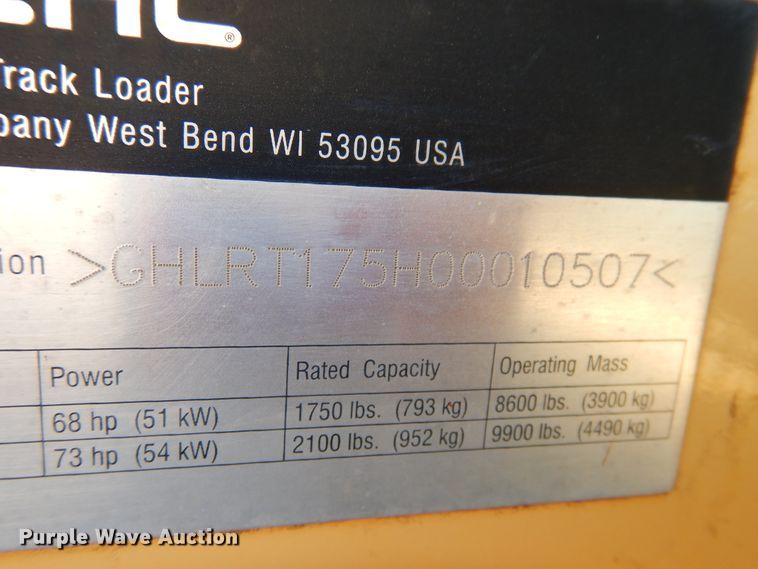 ®
Track Loader
pany West Bend WI 53095 USA
ion >GHLRT175H00010507<
Power Rated Capacity Operating Mass
68 hp (51 kW) 1750 lbs. (793 kg) 8600 lbs. (3900 kg)
73 hp (54 kW) 2100 lbs. (952 kg) 9900 lbs. (4490 kg)
Purple Wave Auction